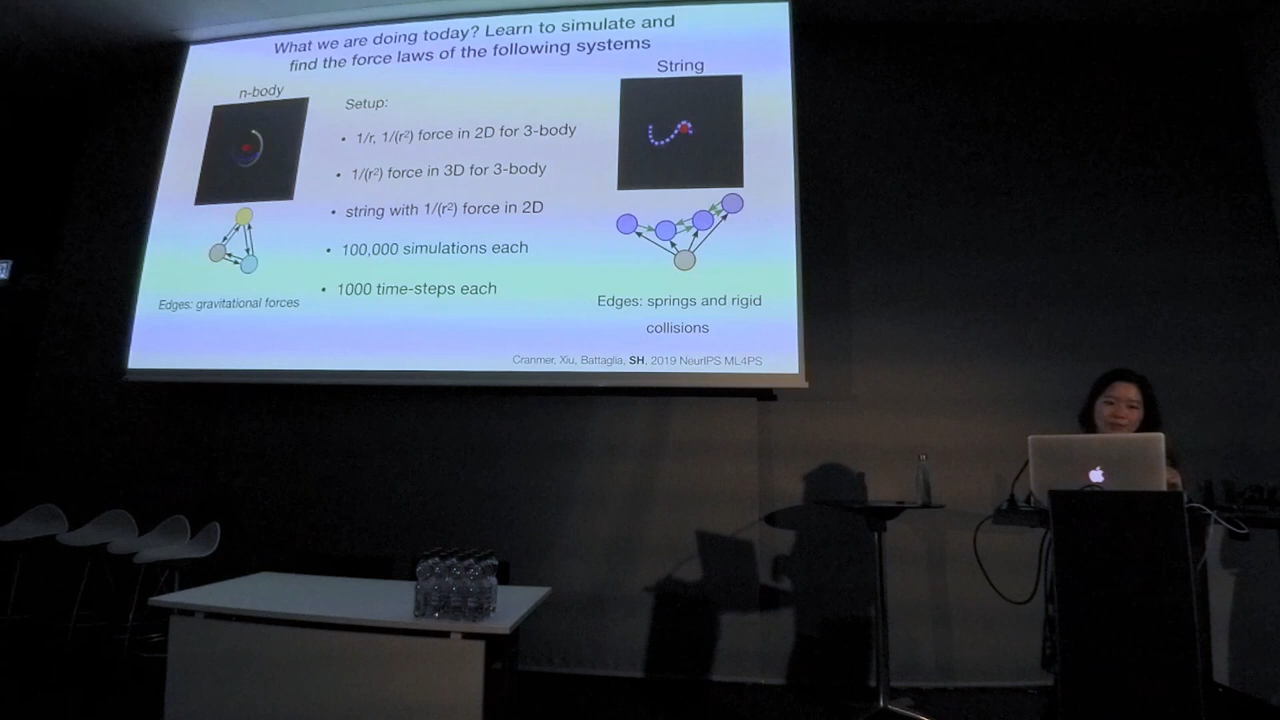 What we are doing today? Learn to simulate and
find the force laws of the following systems
n-body
Setup:
• 1/r, 1/(r²) force in 2D for 3-body
• 1/(r²) force in 3D for 3-body
• string with 1/(r²) force in 2D
• 100,000 simulations each
• 1000 time-steps each
Edges: gravitational forces
String
Edges: springs and rigid
collisions
Cranmer, Xiu, Battaglia, SH, 2019 NeurIPS ML4PS